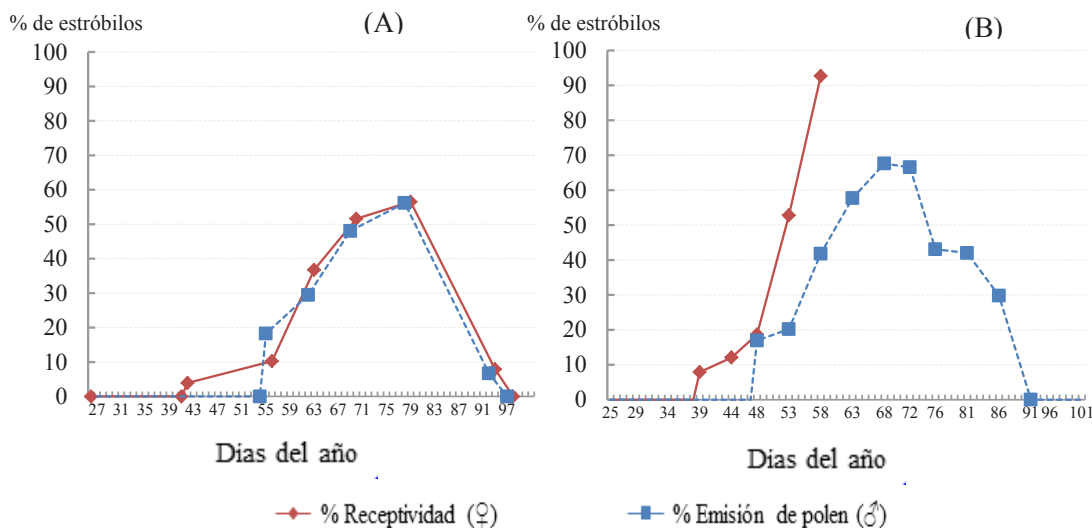 % de estróbilos
(A)
100
90
80
70
60
50
40
30
20
10
0
27 31 35 39 43 47 51 55 59 63 67 71 75 79 83 87 91 97
Dias del año
(B)
100
90
80
70
60
50
40
30
20
10
0
25 29 34 39 44 48 53 58 63 68 72 76 81 86 91 96 101
Dias del año
% de estróbilos
% Receptividad (♀)
% Emisión de polen (♂)